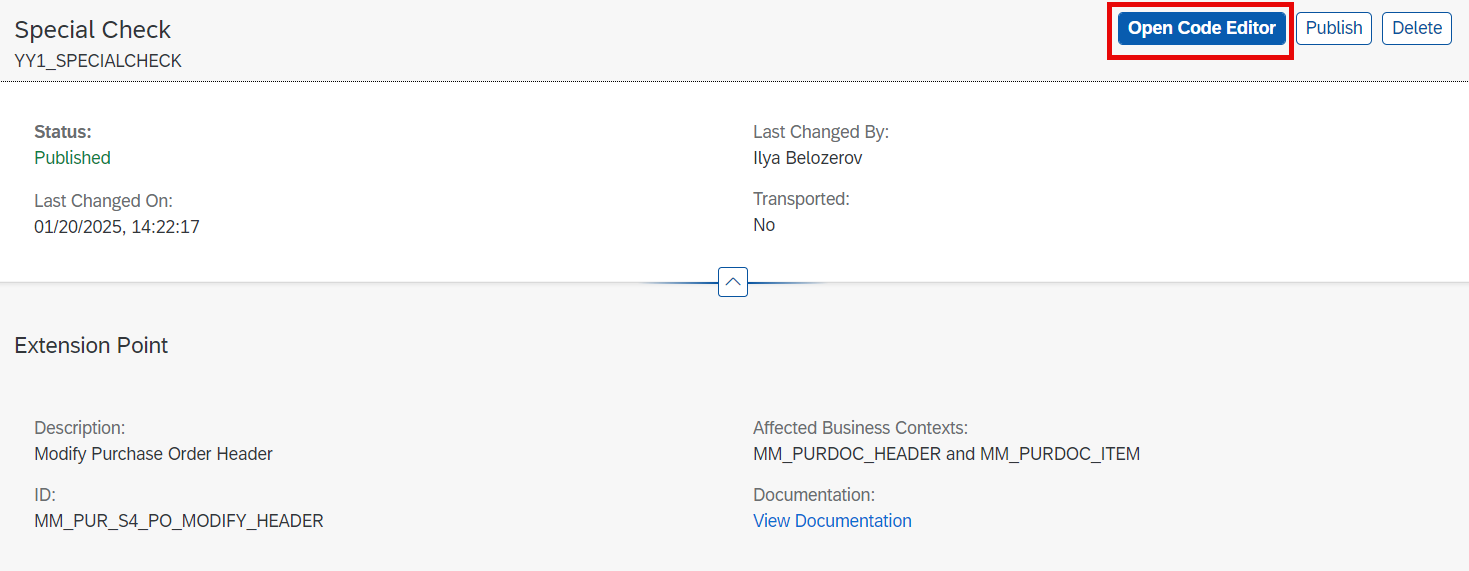 Special Check
Open Code Editor
Publish
Delete
YY1_SPECIALCHECK
Status:
Published
Last Changed By:
Ilya Belozerov
Last Changed On:
01/20/2025, 14:22:17
Transported:
No
Extension Point
Description:
Modify Purchase Order Header
Affected Business Contexts:
MM_PURDOC_HEADER and MM_PURDOC_ITEM
ID:
MM_PUR_S4_PO_MODIFY_HEADER
Documentation:
View Documentation